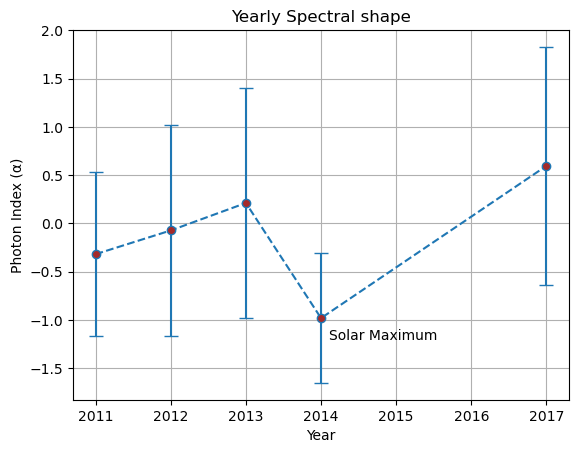 Yearly Spectral shape
Photon Index (α)
2.0
1.5
1.0
0.5
0.0
−0.5
−1.0
−1.5
Solar Maximum
2011 2012 2013 2014 2015 2016 2017
Year